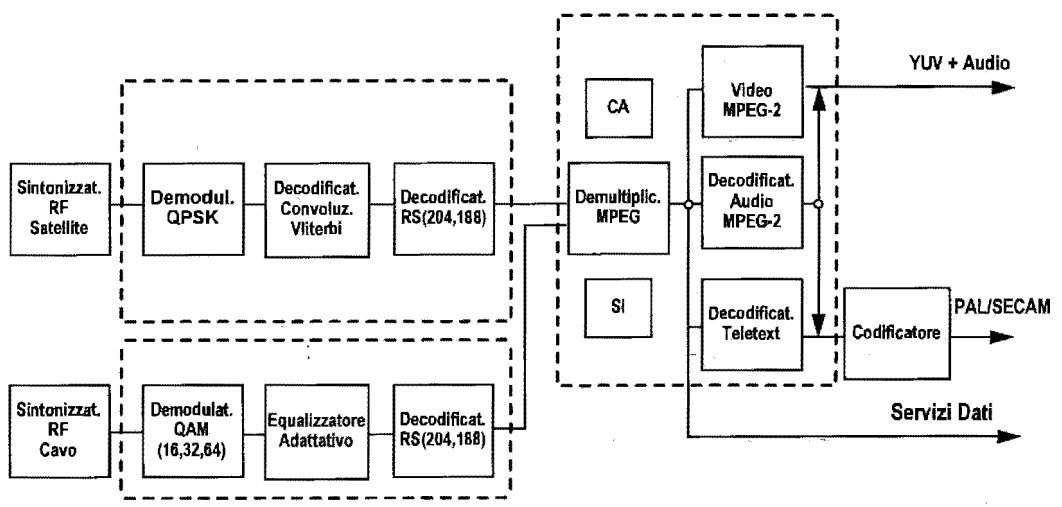 YUV + Audio
Video
MPEG-2
CA
Sintonizzat.
RF
Satellite
Demodul.
QPSK
Decodificat.
Convoluz.
Vliterbi
Decodificat.
RS(204,188)
Demultiplic.
MPEG
Decodificat.
Audio
MPEG-2
SI
Decodificat.
Teletext
Codificatore
PAL/SECAM
Sintonizzat.
RF
Cavo
Demodulat.
QAM
(16,32,64)
Equalizzatore
Adattativo
Decodificat.
RS(204,188)
Servizi Dati